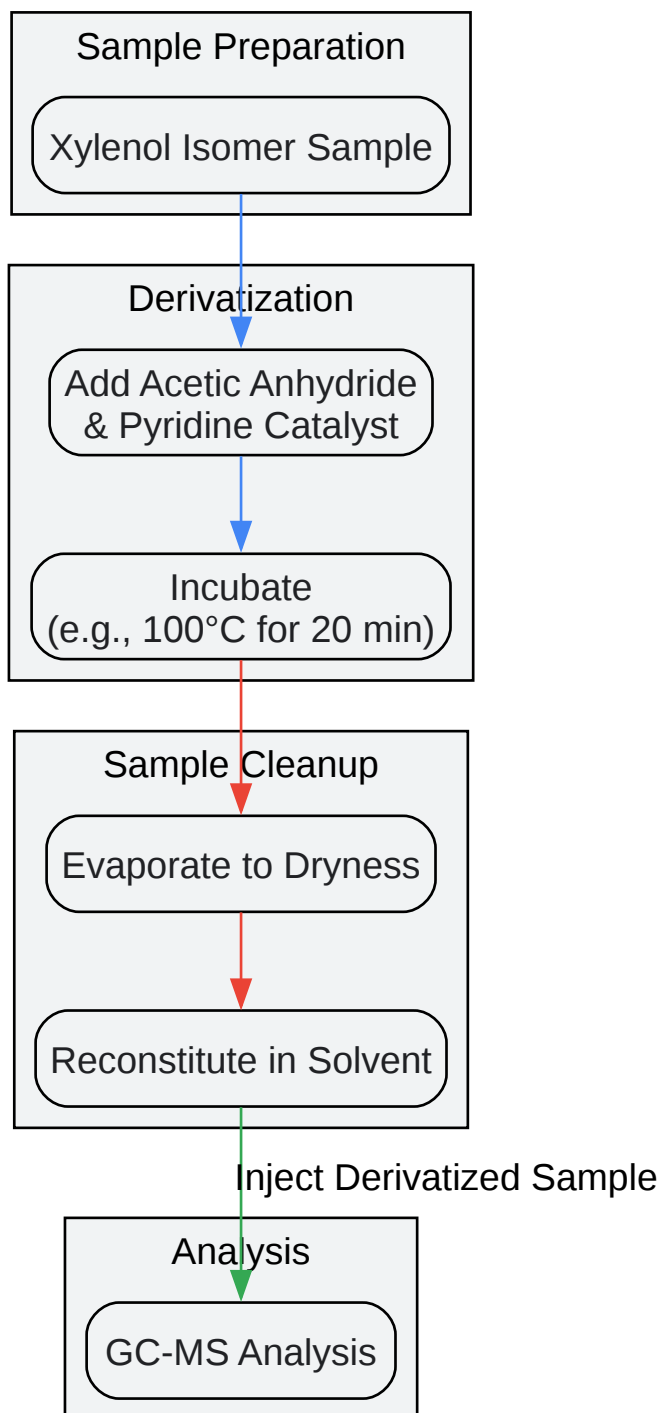 Sample Preparation
Xylenol Isomer Sample
Derivatization
Add Acetic Anhydride
& Pyridine Catalyst
Incubate
(e.g., 100°C for 20 min)
Sample Cleanup
Evaporate to Dryness
Reconstitute in Solvent
Inject Derivatized Sample
Analysis
GC-MS Analysis